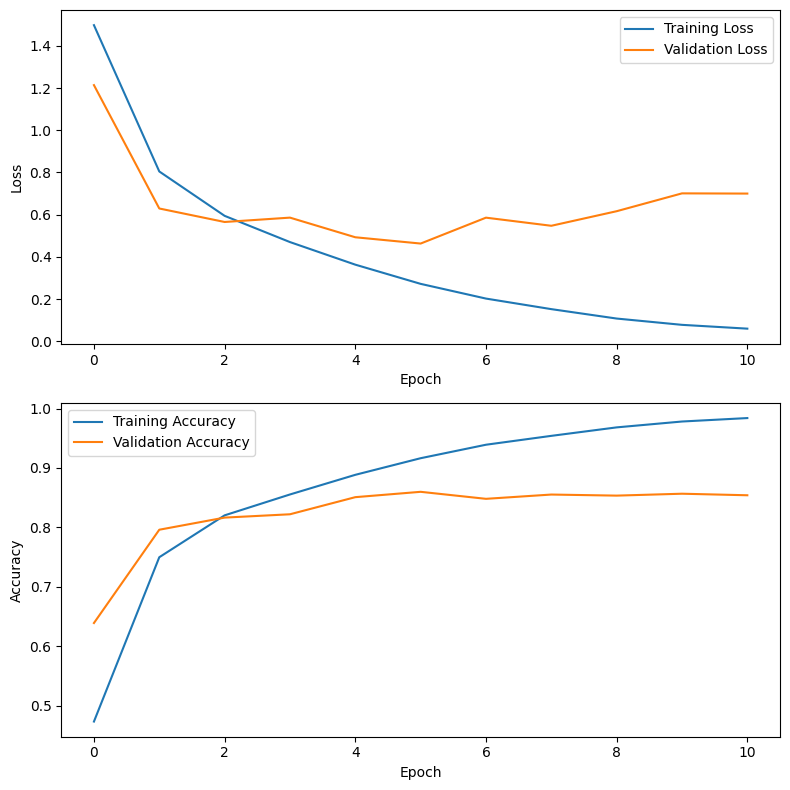 Training Loss
Validation Loss
Loss
1.4
1.2
1.0
0.8
0.6
0.4
0.2
0.0
0 2 4 6 8 10
Epoch
Training Accuracy
Validation Accuracy
Accuracy
1.0
0.9
0.8
0.7
0.6
0.5
0 2 4 6 8 10
Epoch